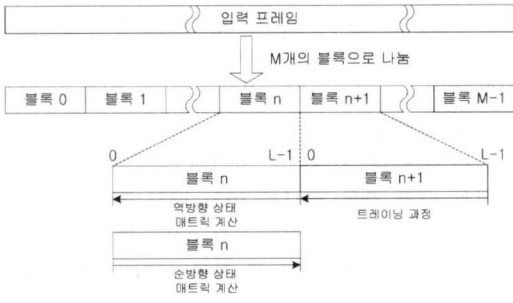 입력 프레임
M개의 블록으로 나눔
블록 0 블록 1 블록 n 블록 n+1 블록 M-1
0 L-1 0 L-1
블록 n 블록 n+1
역방향 상태
매트릭 계산
트레이닝 과정
블록 n
순방향 상태
매트릭 계산